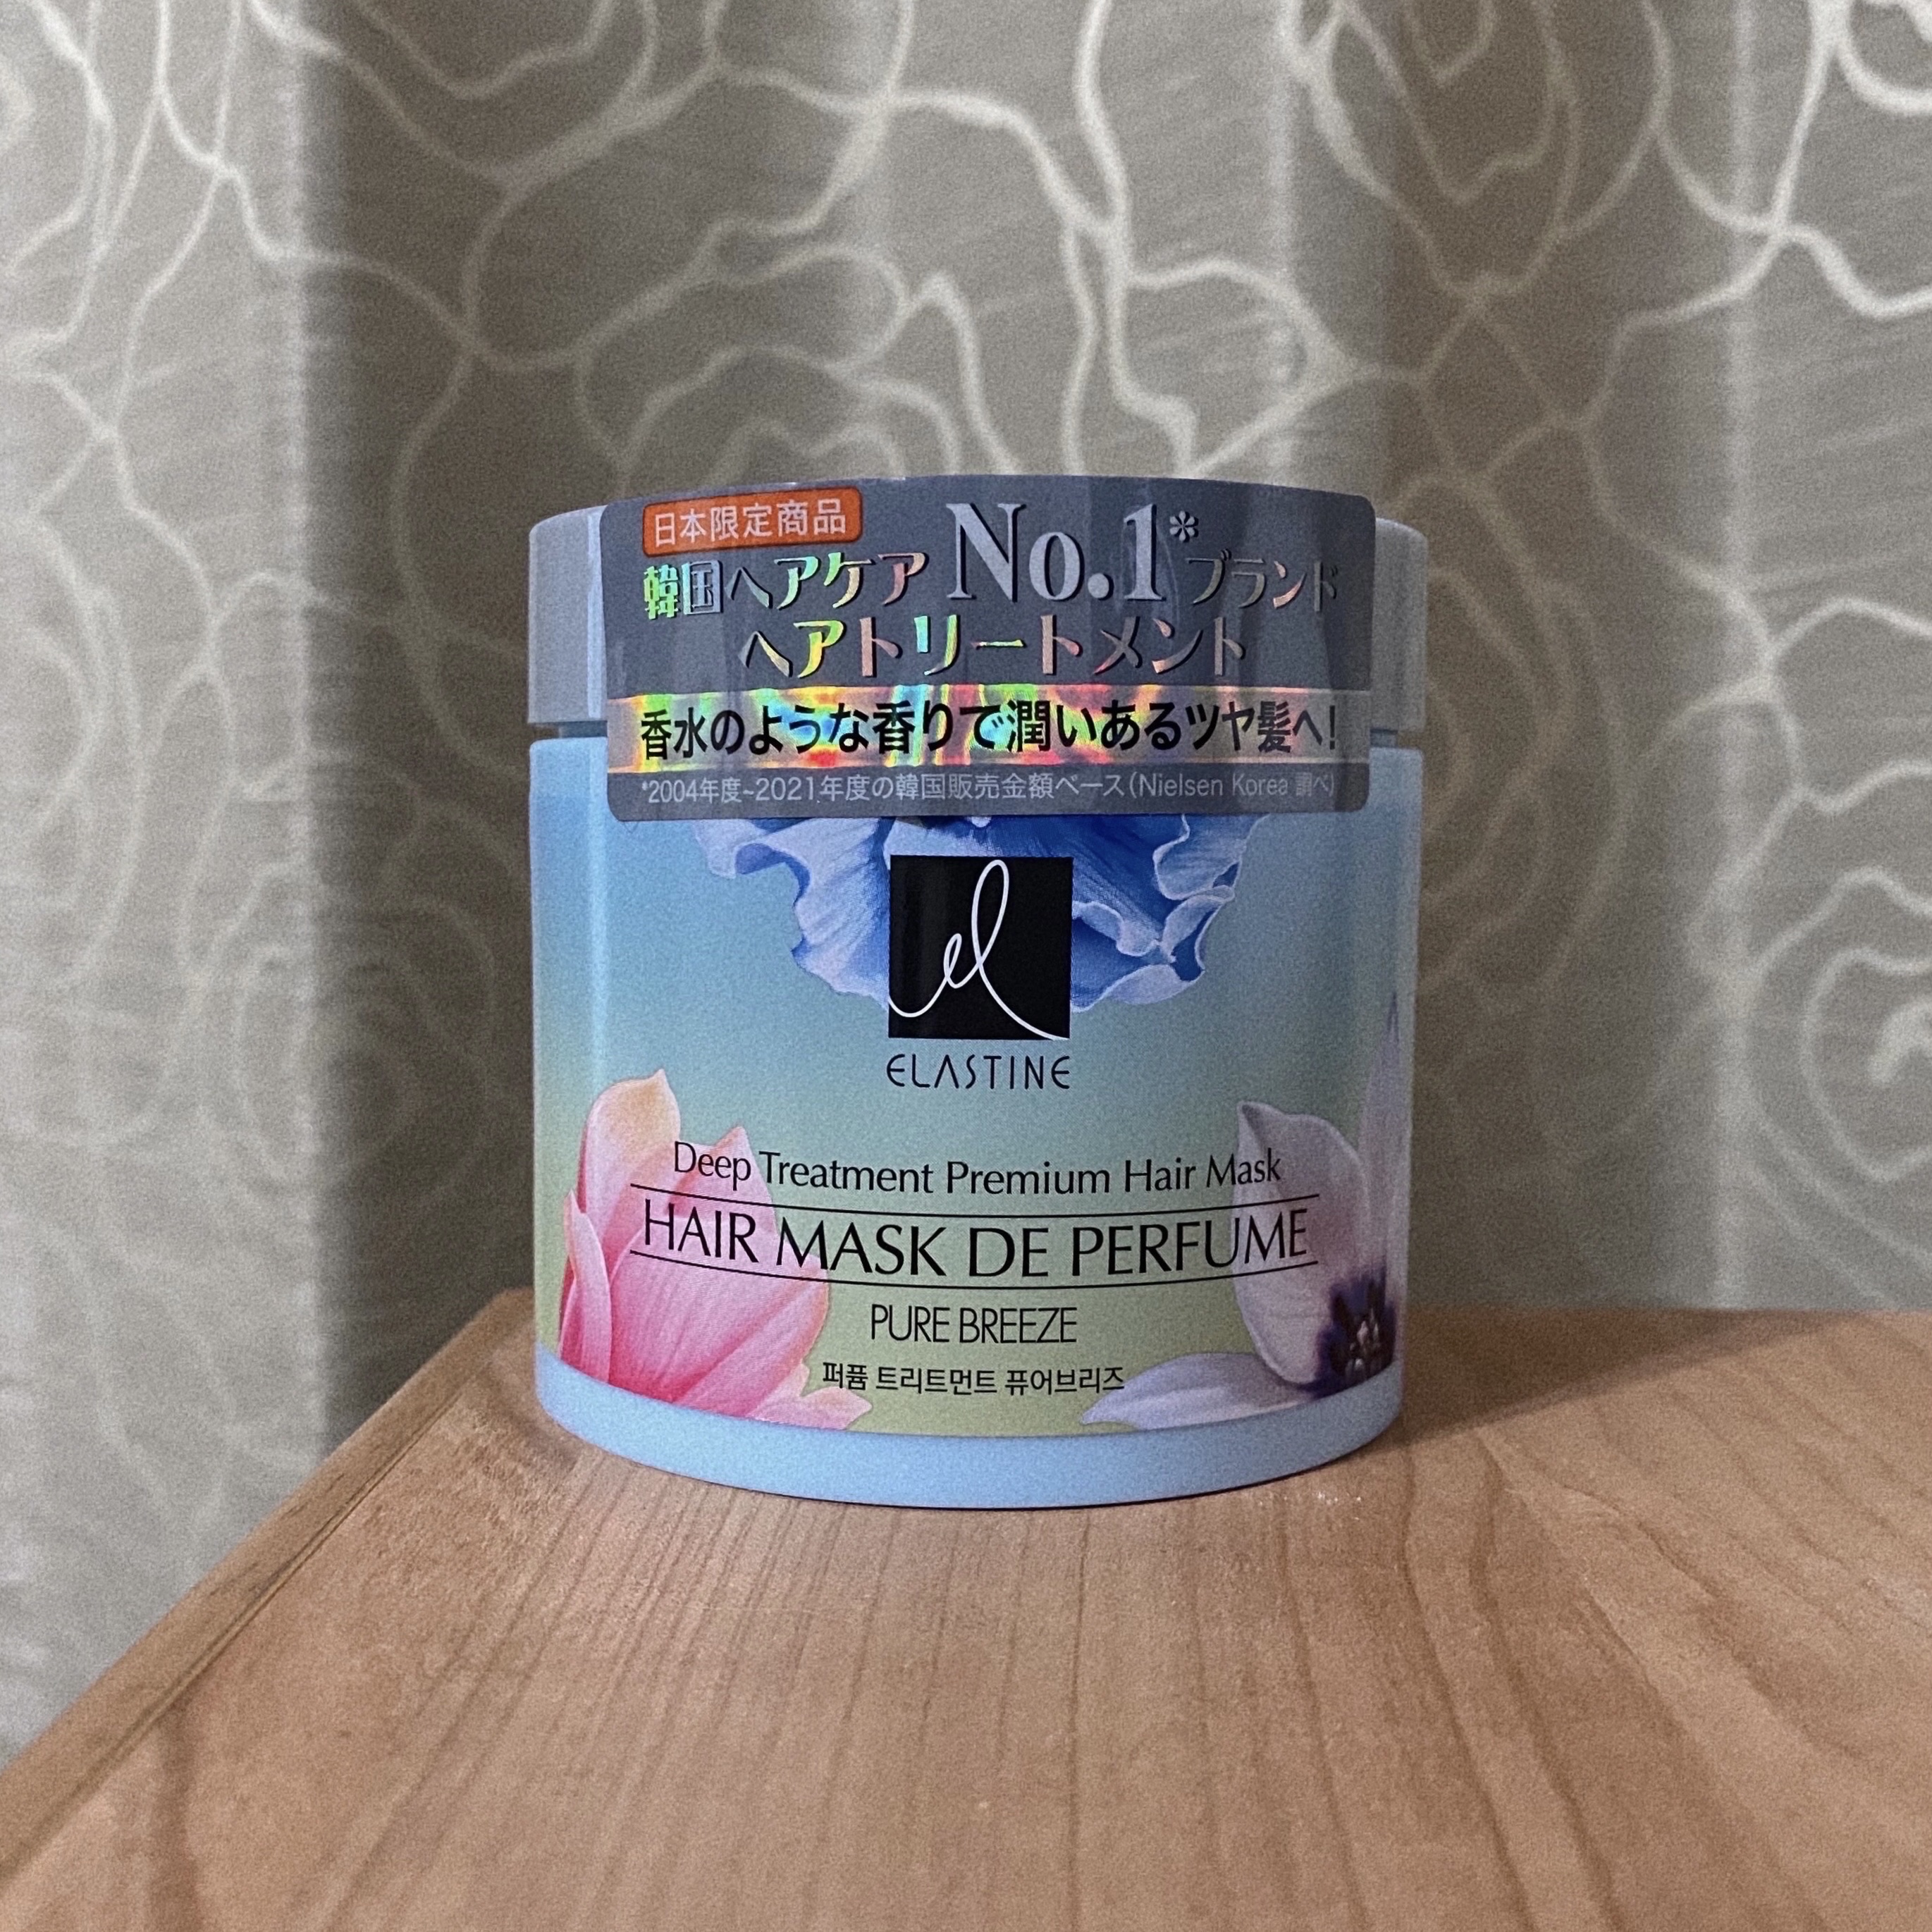 日本限定商品
韓国ヘアケア No.1* ブランド
ヘアトリートメント
香水のような香りで潤いあるツヤ髪へ!
*2004年度~2021年度の韓国販売金額ベース(Nielsen Korea 調べ)
el
ELASTINE
Deep Treatment Premium Hair Mask
HAIR MASK DE PERFUME
PURE BREEZE
퍼퓸 트리트먼트 퓨어브리즈